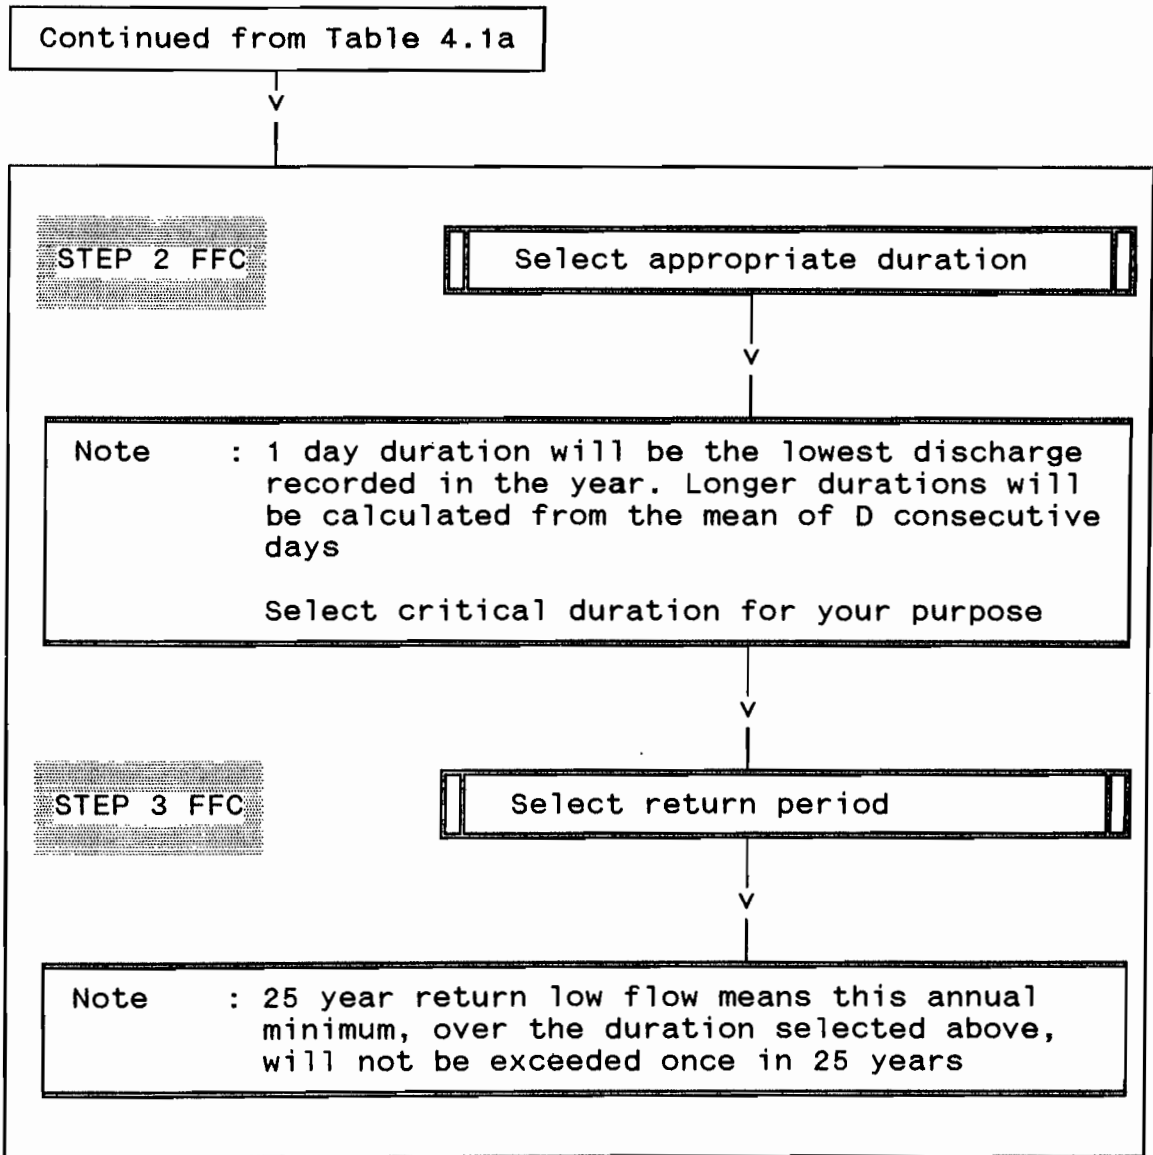 Continued from Table 4.1a
STEP 2 FFC
Select appropriate duration
Note : 1 day duration will be the lowest discharge
recorded in the year. Longer durations will
be calculated from the mean of D consecutive
days
Select critical duration for your purpose
STEP 3 FFC
Select return period
Note : 25 year return low flow means this annual
minimum, over the duration selected above,
will not be exceeded once in 25 years